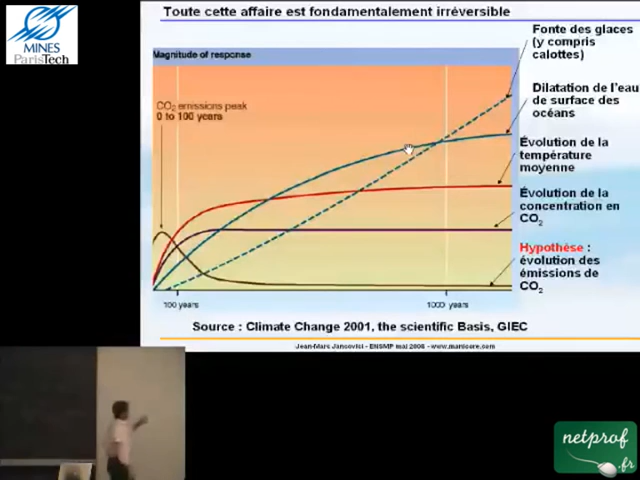 Toute cette affaire est fondamentalement irréversible
MINES
ParisTech
Magnitude of response
CO2 emissions peak
0 to 100 years
Fonte des glaces
(y compris
calottes)
Dilatation de l'eau
de surface des
océans
Évolution de la
température
moyenne
Évolution de la
concentration en
CO2
Hypothèse :
évolution des
émissions de
CO2
100 years
1000 years
Source : Climate Change 2001, the scientific Basis, GIEC
Jean-Marc Jancovici - ENSMP mai 2008 - www.manicore.com
netprof
.fr